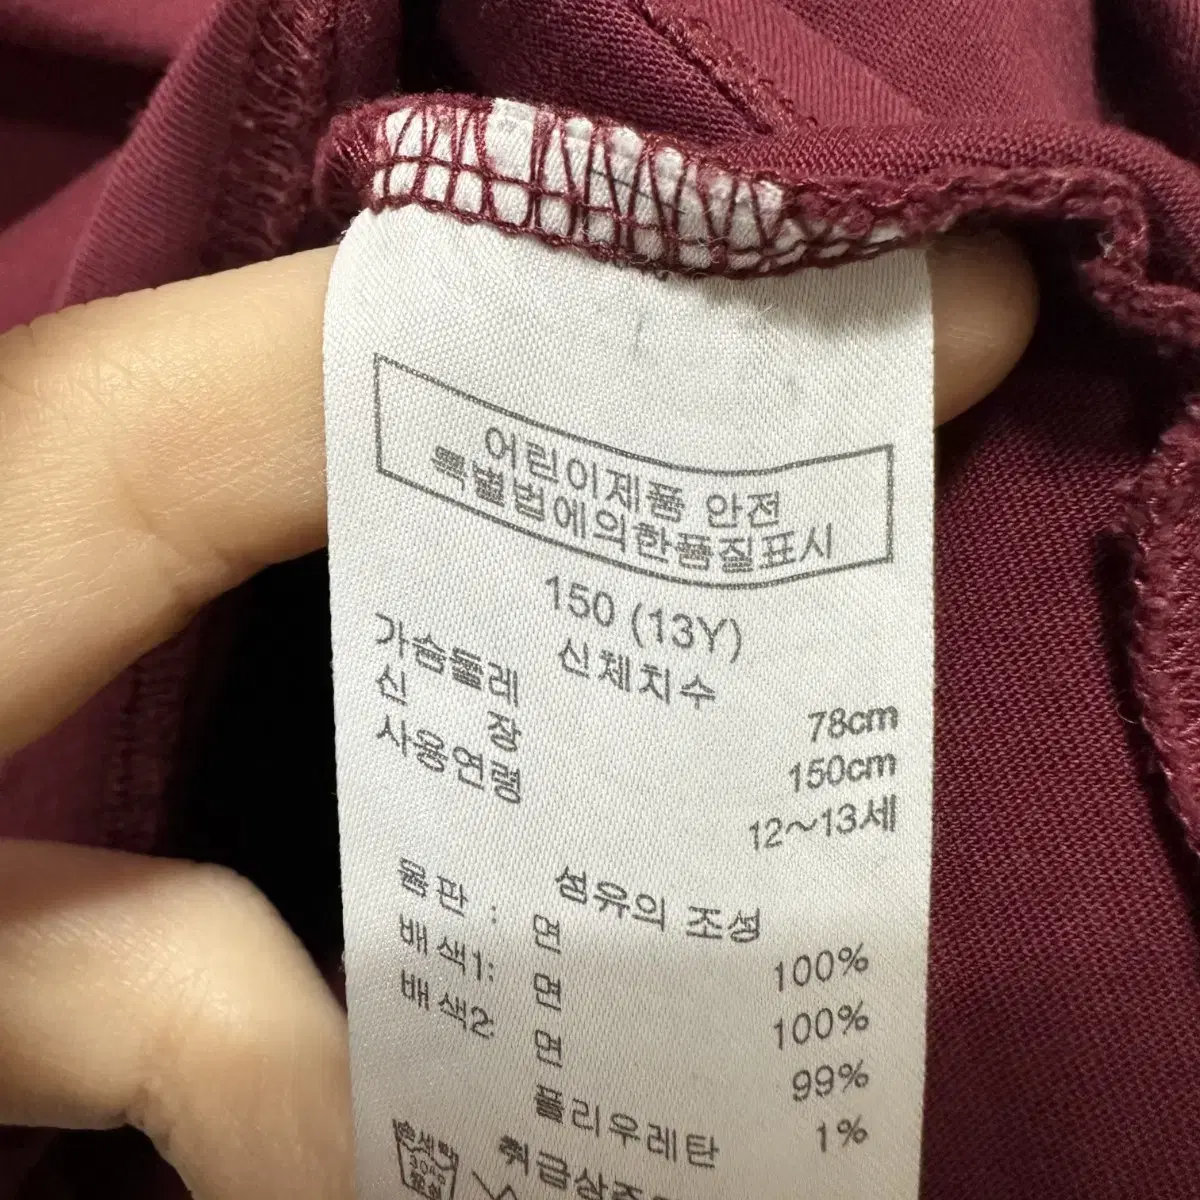 어린이제품 안전
특별법에의한품질표시
150 (13Y)
신체치수
가슴둘레 78cm
신 장 150cm
사용연령 12~13세
섬유의 조성
몸판 : 면 100%
배색1: 면 100%
배색2: 면 99%
폴리우레탄 1%
손세탁
취급상주